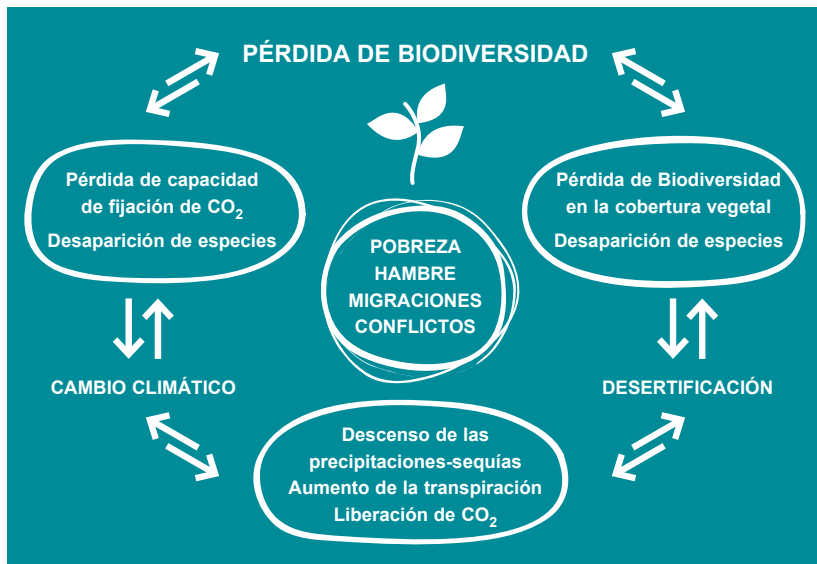 PÉRDIDA DE BIODIVERSIDAD
Pérdida de capacidad
de fijación de CO₂
Desaparición de especies
Pérdida de Biodiversidad
en la cobertura vegetal
Desaparición de especies
POBREZA
HAMBRE
MIGRACIONES
CONFLICTOS
CAMBIO CLIMÁTICO
DESERTIFICACIÓN
Descenso de las
precipitaciones-sequías
Aumento de la transpiración
Liberación de CO₂